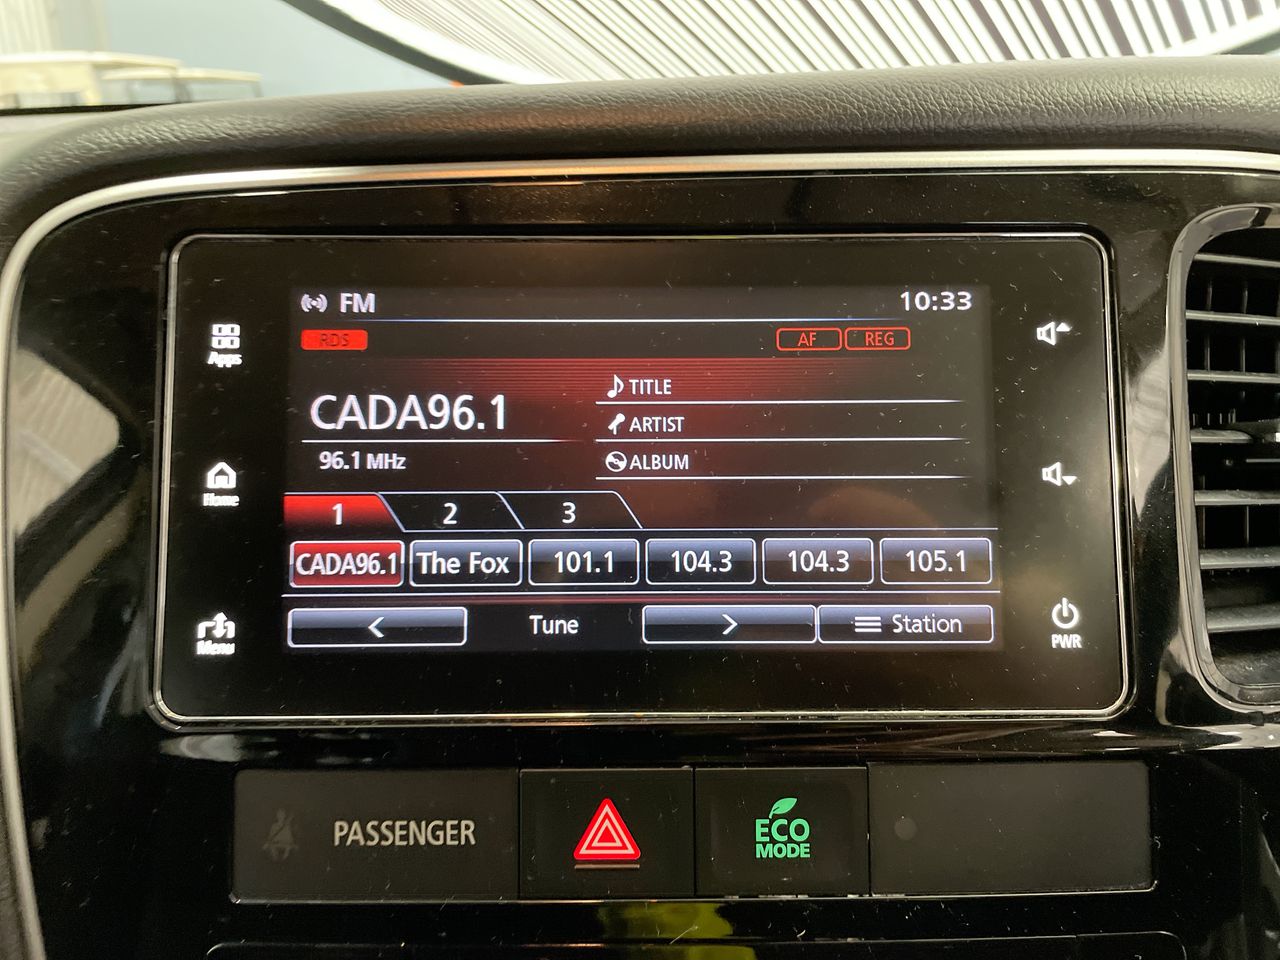 FM 10:33
RDS AF REG
Apps
TITLE
CADA96.1
ARTIST
96.1 MHz
ALBUM
Home
1 2 3
CADA96.1 The Fox 101.1 104.3 104.3 105.1
< Tune > Station
Menu
PWR
PASSENGER
ECO
MODE